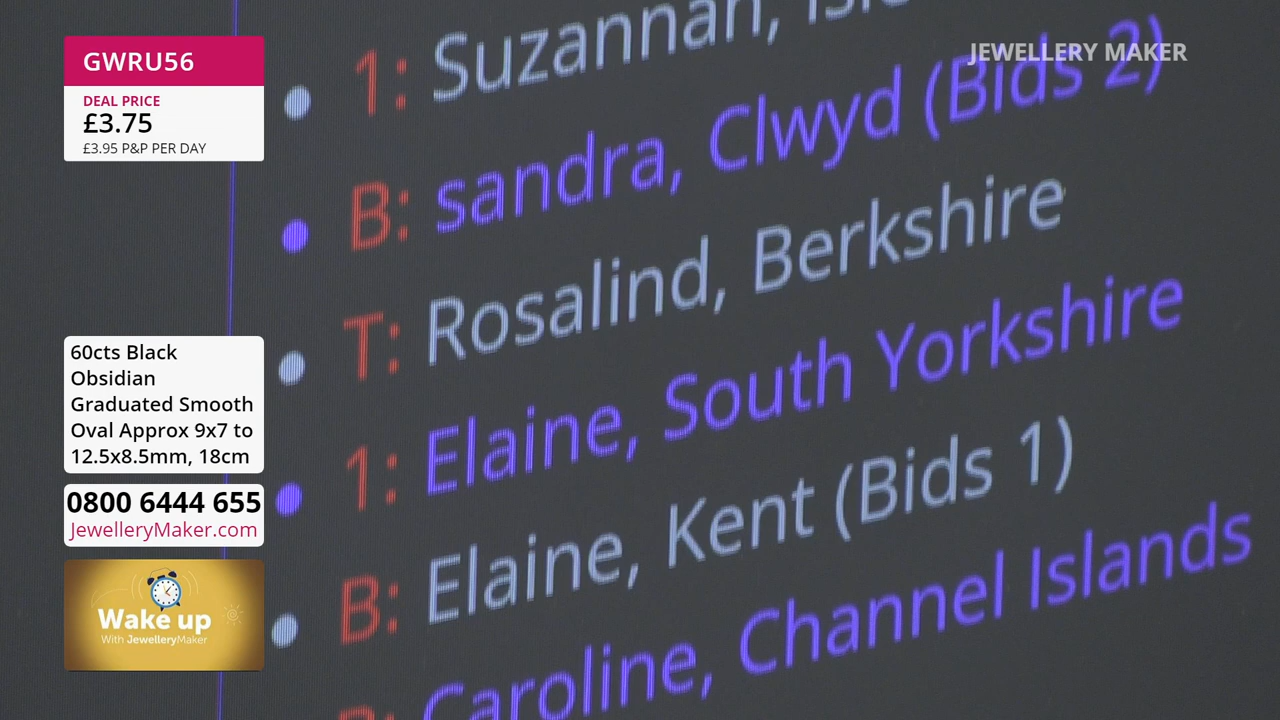 GWRU56
DEAL PRICE
£3.75
£3.95 P&P PER DAY
60cts Black
Obsidian
Graduated Smooth
Oval Approx 9x7 to
12.5x8.5mm, 18cm
0800 6444 655
JewelleryMaker.com
Wake up
With JewelleryMaker
JEWELLERY MAKER
1: Suzannah,
B: sandra, Clwyd (Bids 2)
T: Rosalind, Berkshire
1: Elaine, South Yorkshire
B: Elaine, Kent (Bids 1)
Caroline, Channel Islands